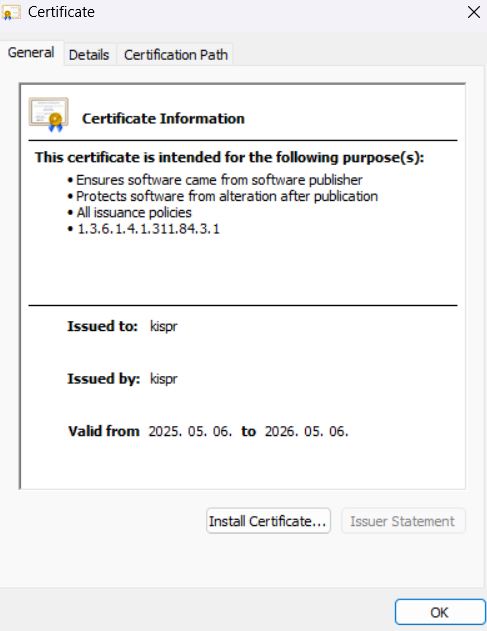 Certificate
General
Details
Certification Path
Certificate Information
This certificate is intended for the following purpose(s):
• Ensures software came from software publisher
• Protects software from alteration after publication
• All issuance policies
• 1.3.6.1.4.1.311.84.3.1
Issued to: kispr
Issued by: kispr
Valid from 2025. 05. 06. to 2026. 05. 06.
Install Certificate...
Issuer Statement
OK